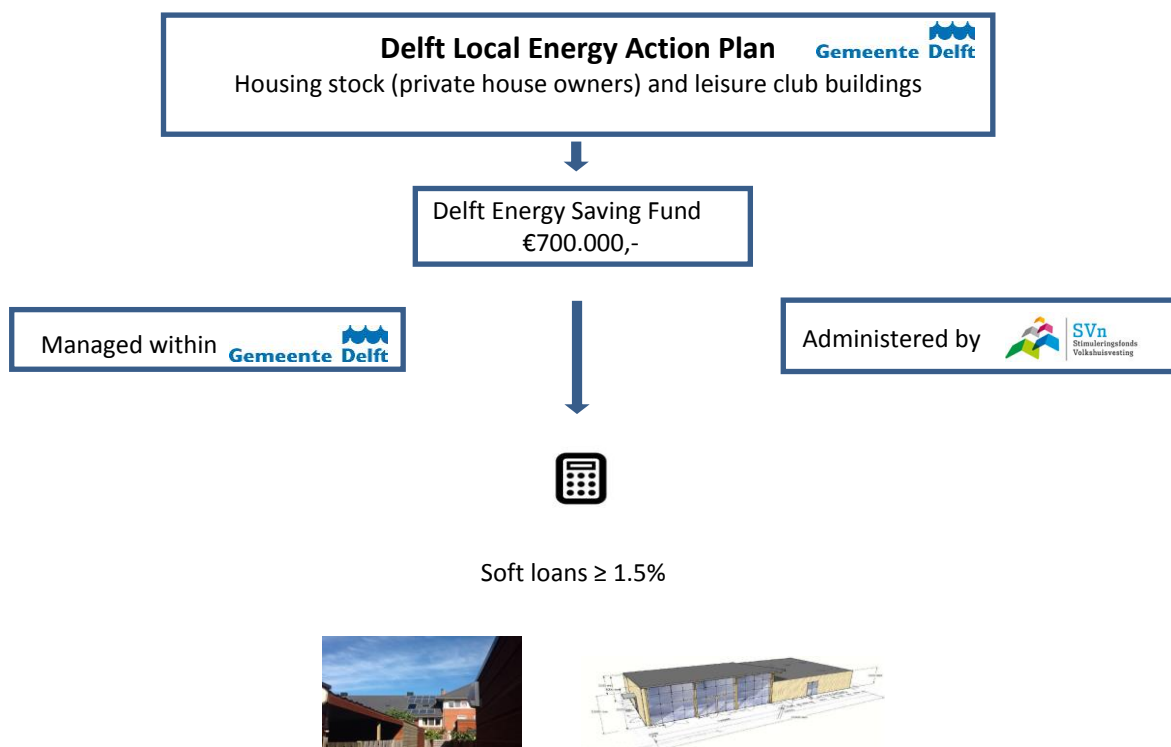 Delft Local Energy Action Plan
Gemeente Delft
Housing stock (private house owners) and leisure club buildings
Delft Energy Saving Fund
€700.000,-
Managed within Gemeente Delft
Administered by
SVn
Stimuleringsfonds
Volkshuisvesting
Soft loans ≥ 1.5%